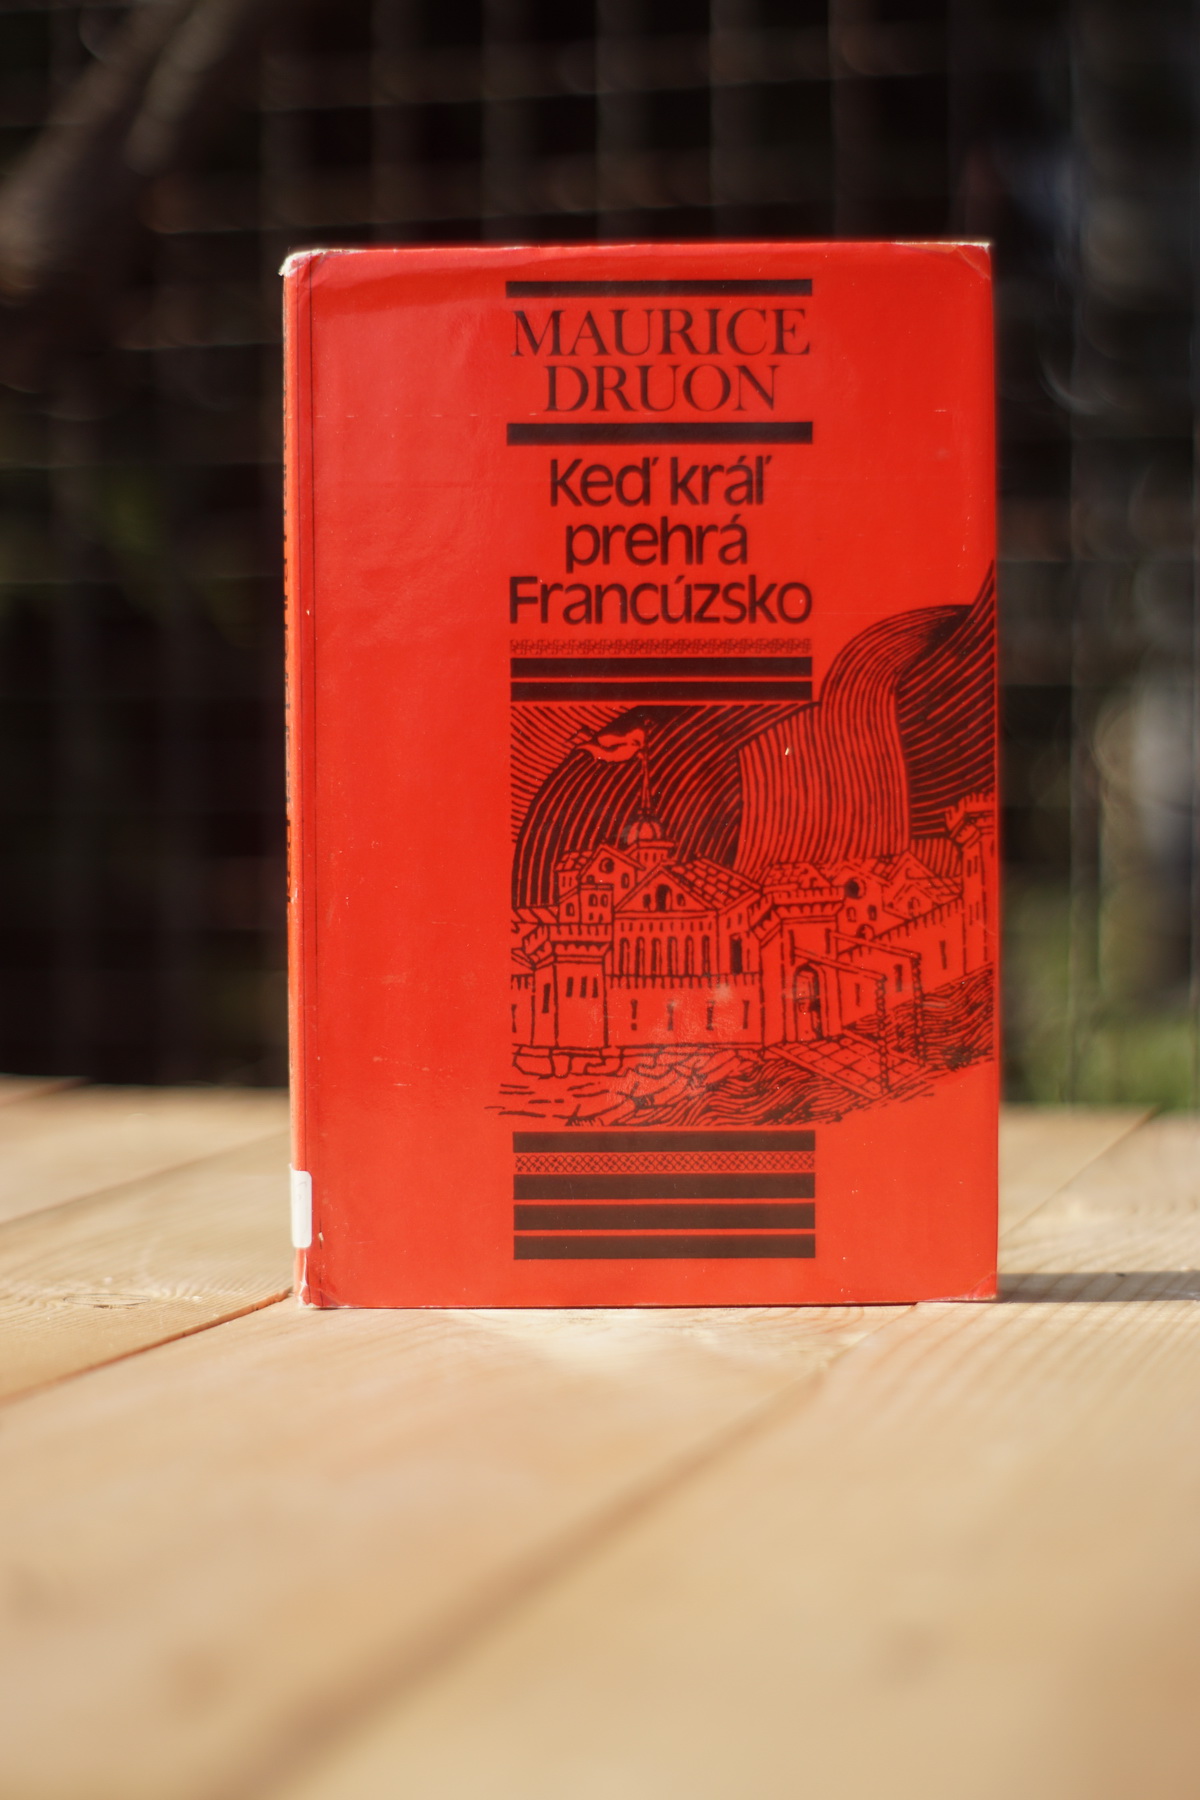 MAURICE
DRUON
Keď kráľ
prehrá
Francúzsko